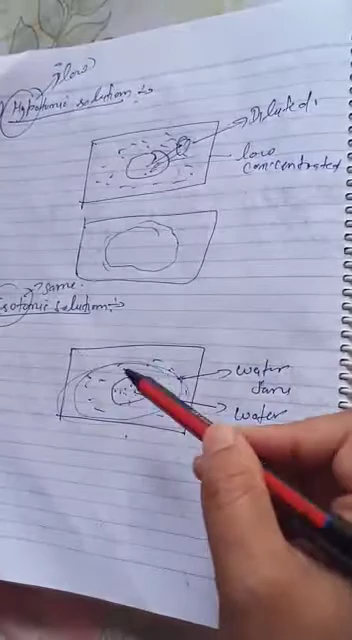 low
Hypotonic solution :->
Diluted.
low
concentrated
same.
isotonic solution :->
water
same
water